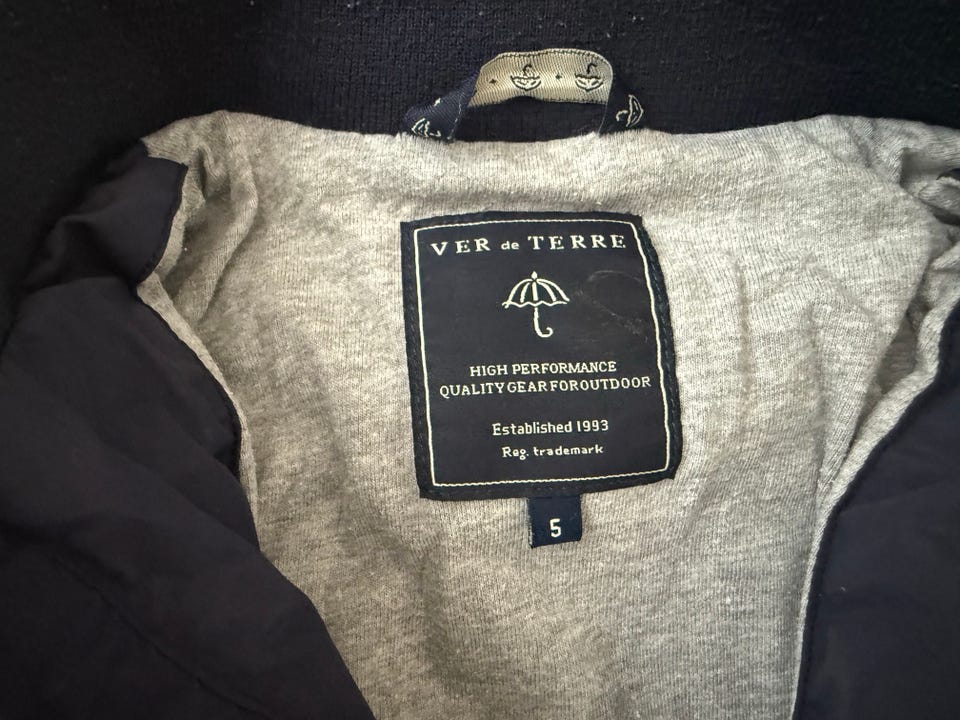 VER de TERRE
HIGH PERFORMANCE
QUALITY GEAR FOR OUTDOOR
Established 1993
Reg. trademark
5